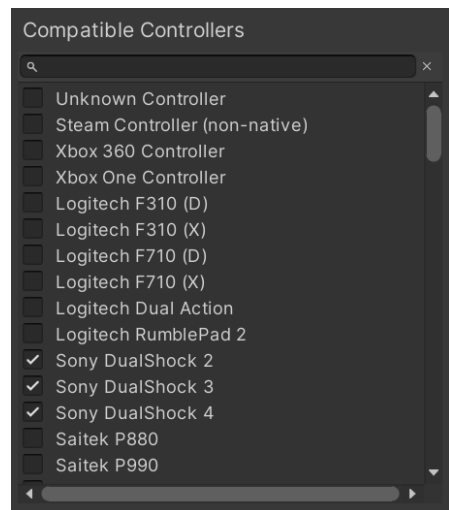 Compatible Controllers
Unknown Controller
Steam Controller (non-native)
Xbox 360 Controller
Xbox One Controller
Logitech F310 (D)
Logitech F310 (X)
Logitech F710 (D)
Logitech F710 (X)
Logitech Dual Action
Logitech RumblePad 2
Sony DualShock 2
Sony DualShock 3
Sony DualShock 4
Saitek P880
Saitek P990